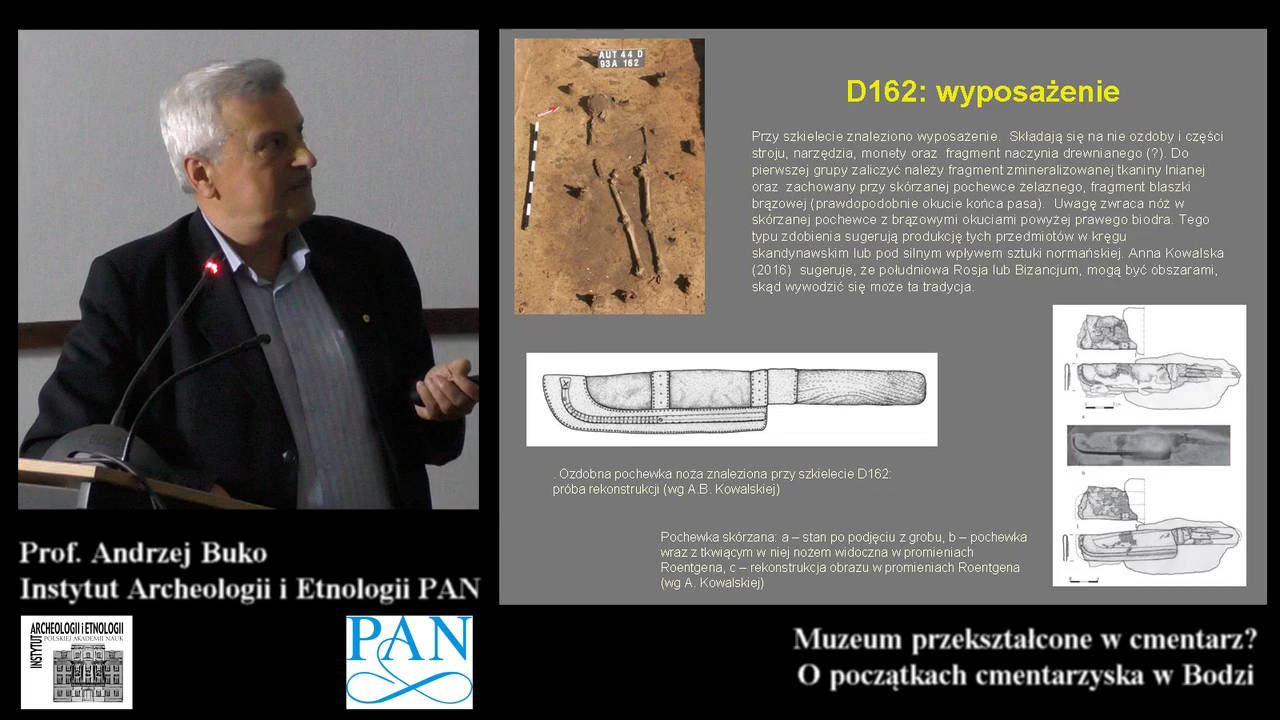 AUT 44 D
93A 162
D162: wyposażenie
Przy szkielecie znaleziono wyposażenie. Składają się na nie ozdoby i części
stroju, narzędzia, monety oraz fragment naczynia drewnianego (?). Do
pierwszej grupy zaliczyć należy fragment zmineralizowanej tkaniny lnianej
oraz zachowany przy skórzanej pochewce żelaznego, fragment blaszki
brązowej (prawdopodobnie okucie końca pasa). Uwagę zwraca nóż w
skórzanej pochewce z brązowymi okuciami powyżej prawego biodra. Tego
typu zdobienia sugerują produkcję tych przedmiotów w kręgu
skandynawskim lub pod silnym wpływem sztuki normańskiej. Anna Kowalska
(2016) sugeruje, że południowa Rosja lub Bizancjum, mogą być obszarami,
skąd wywodzić się może ta tradycja.
. Ozdobna pochewka noża znaleziona przy szkielecie D162:
próba rekonstrukcji (wg A.B. Kowalskiej)
Pochewka skórzana: a – stan po podjęciu z grobu, b – pochewka
wraz z tkwiącym w niej nożem widoczna w promieniach
Roentgena, c – rekonstrukcja obrazu w promieniach Roentgena
(wg A. Kowalskiej)
Prof. Andrzej Buko
Instytut Archeologii i Etnologii PAN
INSTYTUT
ARCHEOLOGII i ETNOLOGII
POLSKIEJ AKADEMII NAUK
PAN
Muzeum przekształcone w cmentarz?
O początkach cmentarzyska w Bodzi